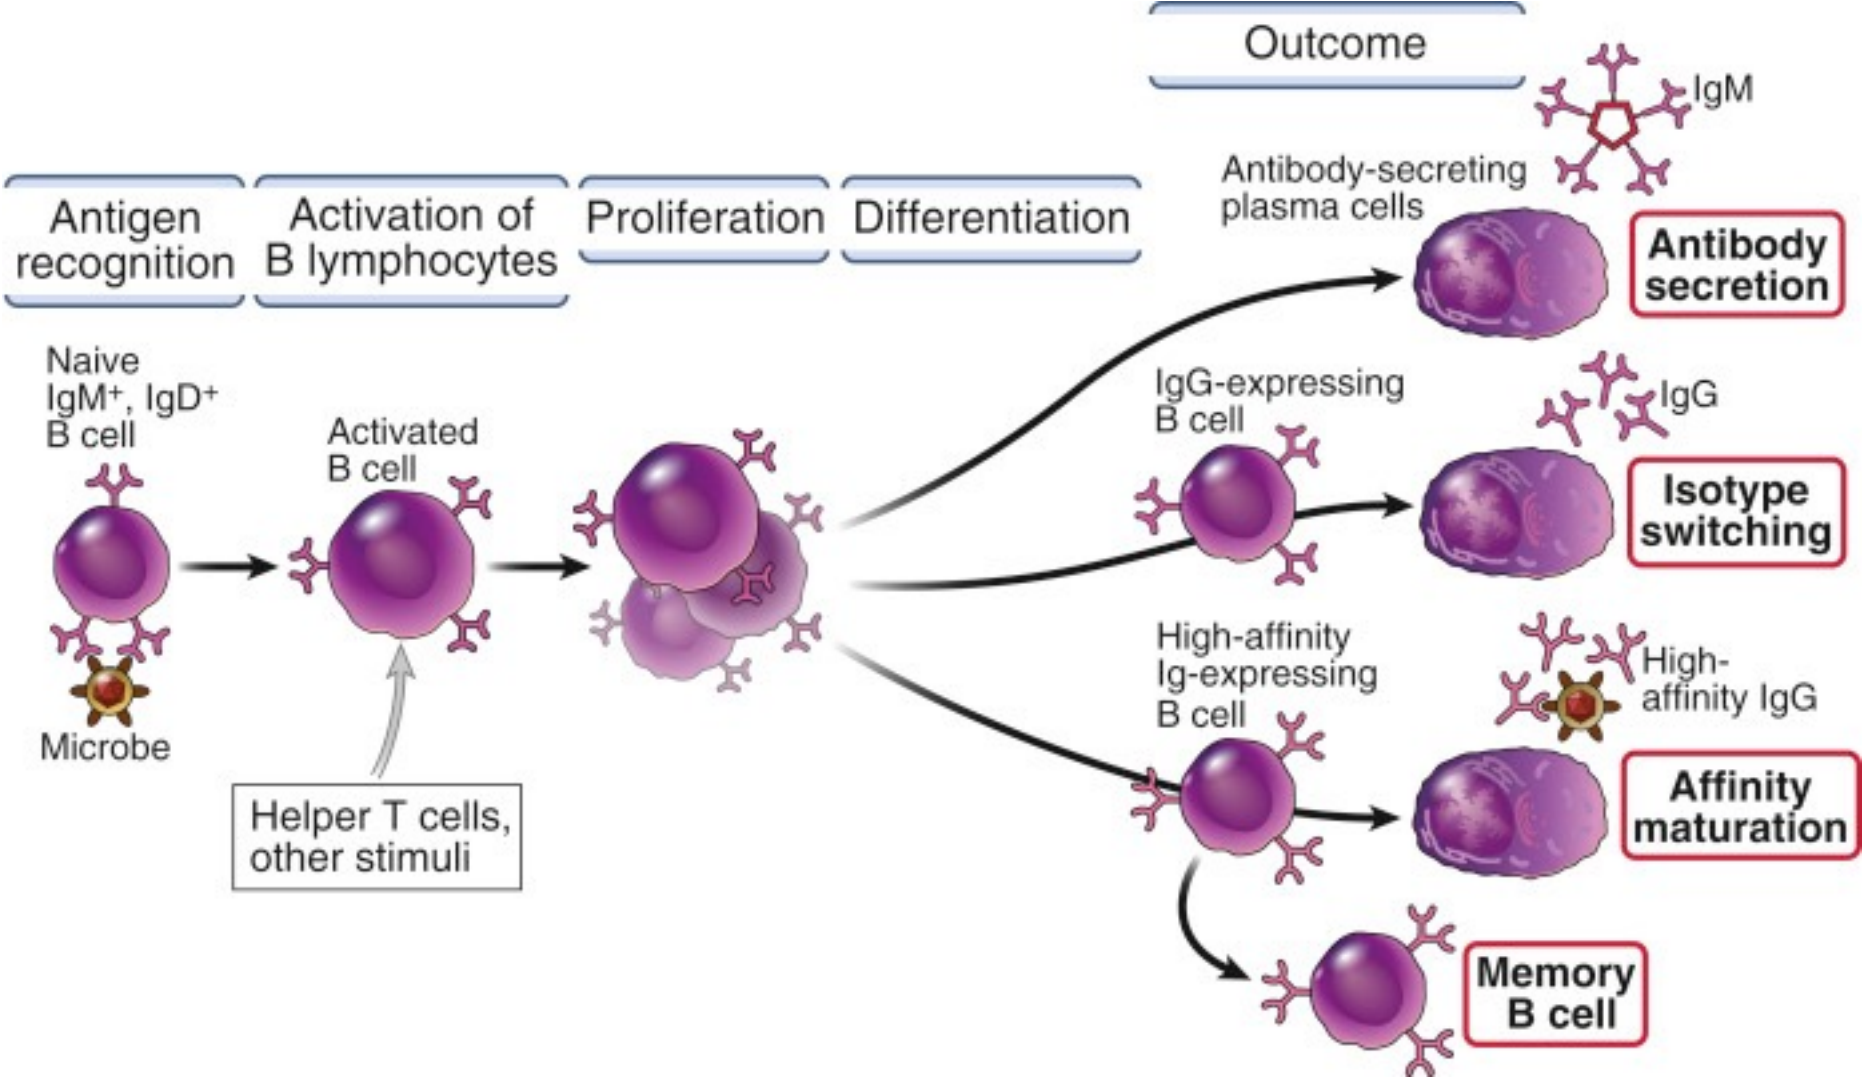 Outcome
IgM
Antibody-secreting
plasma cells
Antigen
recognition
Activation of
B lymphocytes
Proliferation
Differentiation
Antibody
secretion
Naive
IgM⁺, IgD⁺
B cell
Activated
B cell
IgG-expressing
B cell
IgG
Isotype
switching
Microbe
Helper T cells,
other stimuli
High-affinity
Ig-expressing
B cell
High-
affinity IgG
Affinity
maturation
Memory
B cell